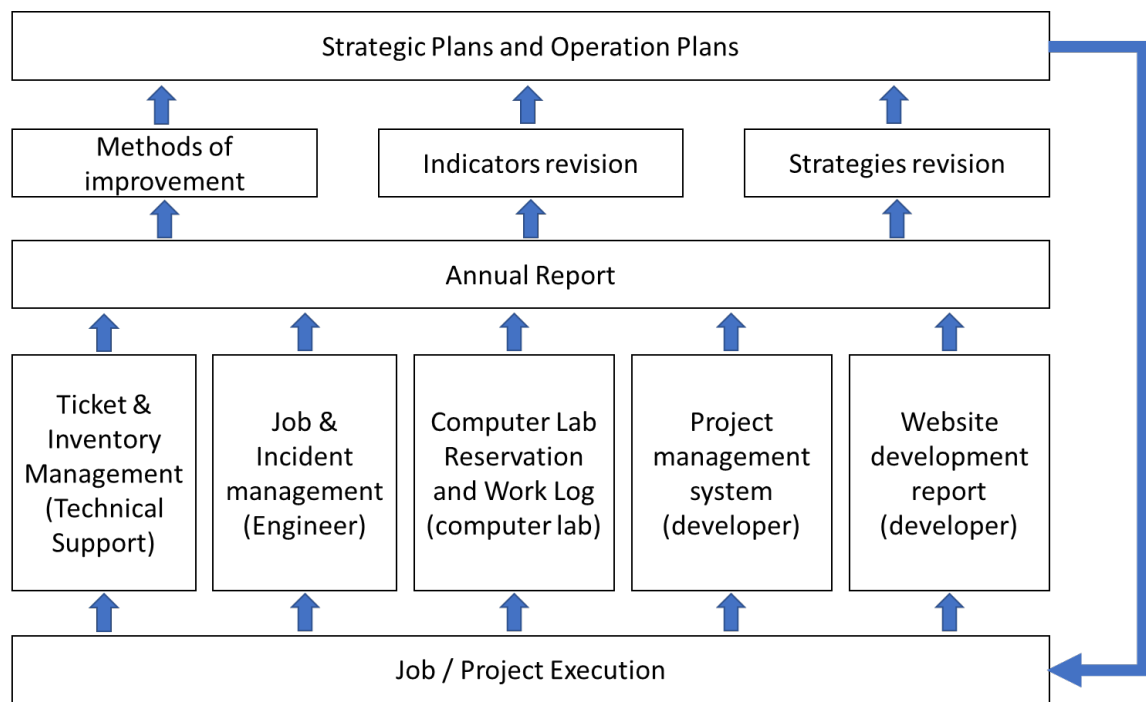 Strategic Plans and Operation Plans
Methods of
improvement
Indicators revision
Strategies revision
Annual Report
Ticket &
Inventory
Management
(Technical
Support)
Job &
Incident
management
(Engineer)
Computer Lab
Reservation
and Work Log
(computer lab)
Project
management
system
(developer)
Website
development
report
(developer)
Job / Project Execution